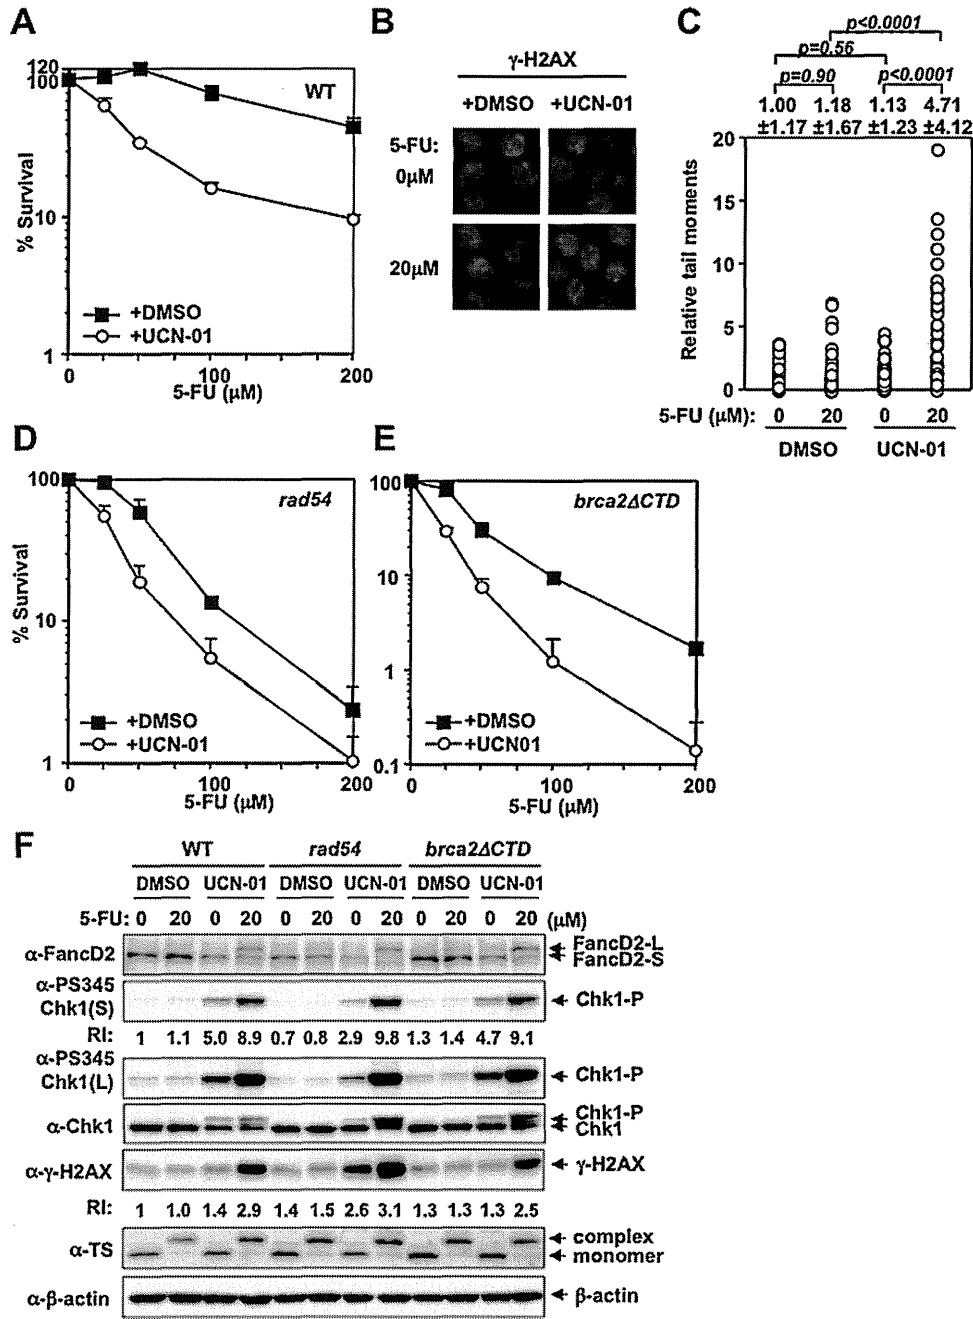 A
120
100
10
1
% Survival
WT
+DMSO
+UCN-01
0 100 200
5-FU (μM)
B
γ-H2AX
+DMSO +UCN-01
5-FU:
0μM
20μM
C
p<0.0001
p=0.56
p=0.90 p<0.0001
1.00 1.18 1.13 4.71
±1.17 ±1.67 ±1.23 ±4.12
20
15
10
5
0
Relative tail moments
5-FU (μM): 0 20 0 20
DMSO UCN-01
D
100
10
1
% Survival
rad54
+DMSO
+UCN-01
0 100 200
5-FU (μM)
E
100
10
1
0.1
brca2ΔCTD
+DMSO
+UCN01
0 100 200
5-FU (μM)
F
WT rad54 brca2ΔCTD
DMSO UCN-01 DMSO UCN-01 DMSO UCN-01
5-FU: 0 20 0 20 0 20 0 20 0 20 0 20 (μM)
α-FancD2
FancD2-L
FancD2-S
α-PS345
Chk1(S)
Chk1-P
RI: 1 1.1 5.0 8.9 0.7 0.8 2.9 9.8 1.3 1.4 4.7 9.1
α-PS345
Chk1(L)
Chk1-P
α-Chk1
Chk1-P
Chk1
α-γ-H2AX
γ-H2AX
RI: 1 1.0 1.4 2.9 1.4 1.5 2.6 3.1 1.3 1.3 1.3 2.5
α-TS
complex
monomer
α-β-actin
β-actin